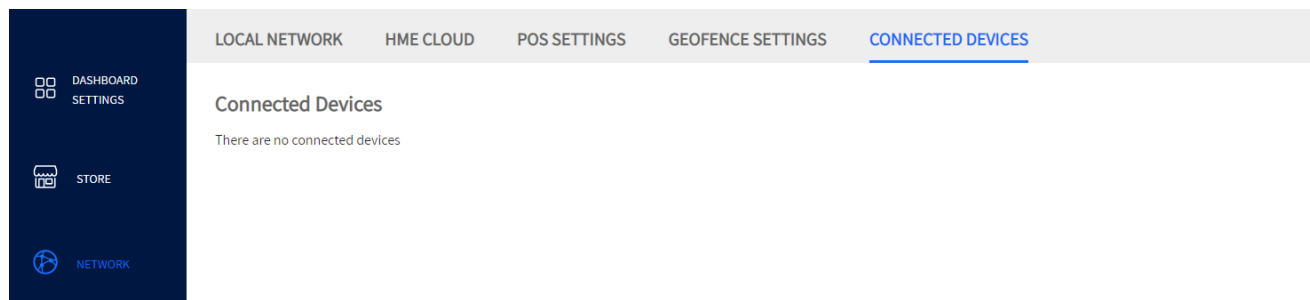 LOCAL NETWORK HME CLOUD POS SETTINGS GEOFENCE SETTINGS CONNECTED DEVICES
DASHBOARD
SETTINGS
STORE
NETWORK
Connected Devices
There are no connected devices